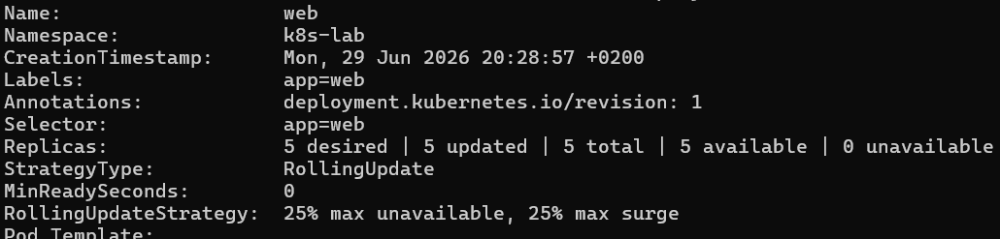 Name: web
Namespace: k8s-lab
CreationTimestamp: Mon, 29 Jun 2026 20:28:57 +0200
Labels: app=web
Annotations: deployment.kubernetes.io/revision: 1
Selector: app=web
Replicas: 5 desired | 5 updated | 5 total | 5 available | 0 unavailable
StrategyType: RollingUpdate
MinReadySeconds: 0
RollingUpdateStrategy: 25% max unavailable, 25% max surge
Pod Template: